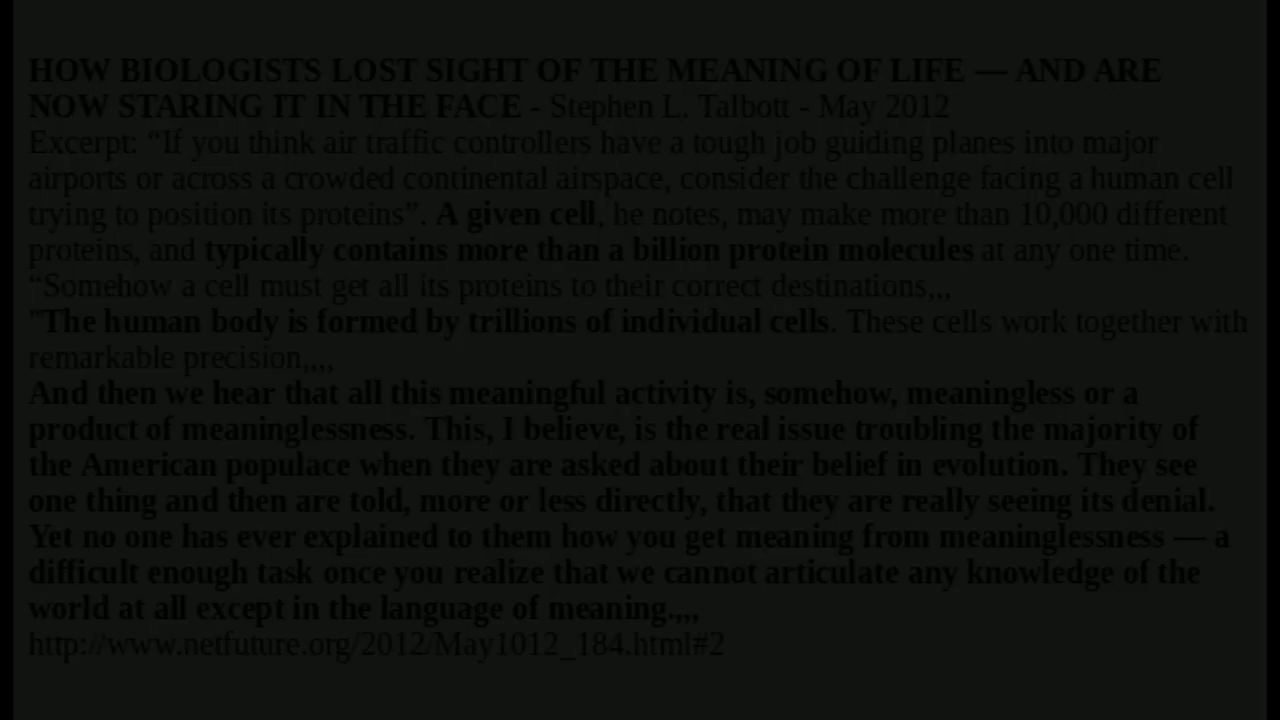 HOW BIOLOGISTS LOST SIGHT OF THE MEANING OF LIFE — AND ARE
NOW STARING IT IN THE FACE - Stephen L. Talbott - May 2012
Excerpt: “If you think air traffic controllers have a tough job guiding planes into major
airports or across a crowded continental airspace, consider the challenge facing a human cell
trying to position its proteins”. A given cell, he notes, may make more than 10,000 different
proteins, and typically contains more than a billion protein molecules at any one time.
“Somehow a cell must get all its proteins to their correct destinations,,,
"The human body is formed by trillions of individual cells. These cells work together with
remarkable precision,,,,
And then we hear that all this meaningful activity is, somehow, meaningless or a
product of meaninglessness. This, I believe, is the real issue troubling the majority of
the American populace when they are asked about their belief in evolution. They see
one thing and then are told, more or less directly, that they are really seeing its denial.
Yet no one has ever explained to them how you get meaning from meaninglessness — a
difficult enough task once you realize that we cannot articulate any knowledge of the
world at all except in the language of meaning.,,,
http://www.netfuture.org/2012/May1012_184.html#2